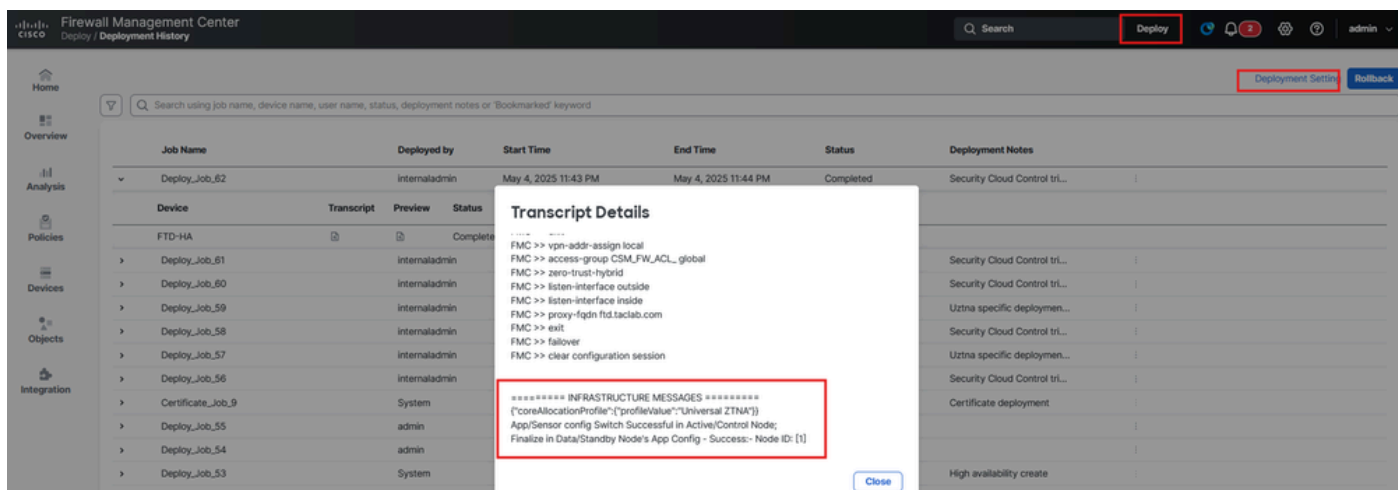 CISCO
Firewall Management Center
Deploy / Deployment History
Search
Deploy
2
admin
Home
Overview
Analysis
Policies
Devices
Objects
Integration
Deployment Setting
Rollback
Search using job name, device name, user name, status, deployment notes or 'Bookmarked' keyword
Job Name Deployed by Start Time End Time Status Deployment Notes
Deploy_Job_62 internaladmin May 4, 2025 11:43 PM May 4, 2025 11:44 PM Completed Security Cloud Control tri...
Device Transcript Preview Status
FTD-HA Complete
Deploy_Job_61 internaladmin Security Cloud Control tri...
Deploy_Job_60 internaladmin Security Cloud Control tri...
Deploy_Job_59 internaladmin Uztna specific deploymen...
Deploy_Job_58 internaladmin Security Cloud Control tri...
Deploy_Job_57 internaladmin Uztna specific deploymen...
Deploy_Job_56 internaladmin Security Cloud Control tri...
Certificate_Job_9 System Certificate deployment
Deploy_Job_55 admin
Deploy_Job_54 admin
Deploy_Job_53 System High availability create
Transcript Details
FMC >> vpn-addr-assign local
FMC >> access-group CSM_FW_ACL_ global
FMC >> zero-trust-hybrid
FMC >> listen-interface outside
FMC >> listen-interface inside
FMC >> proxy-fqdn ftd.taclab.com
FMC >> exit
FMC >> failover
FMC >> clear configuration session
========= INFRASTRUCTURE MESSAGES =========
{"coreAllocationProfile":{"profileValue":"Universal ZTNA"}}
App/Sensor config Switch Successful in Active/Control Node;
Finalize in Data/Standby Node's App Config - Success:- Node ID: [1]
Close